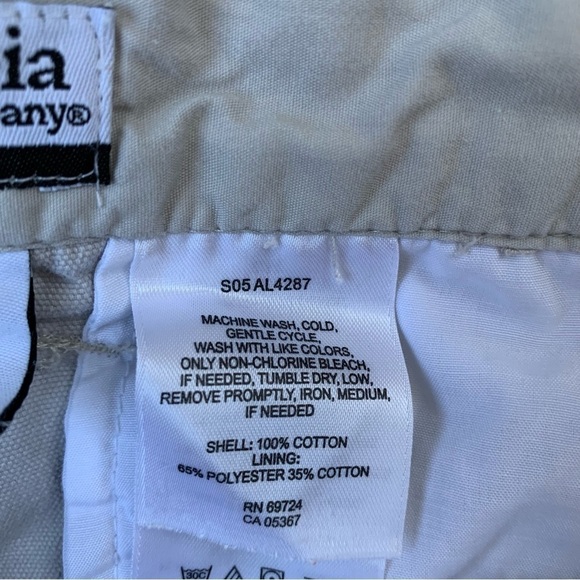 ia
any®
S05 AL4287
MACHINE WASH, COLD,
GENTLE CYCLE,
WASH WITH LIKE COLORS,
ONLY NON-CHLORINE BLEACH,
IF NEEDED, TUMBLE DRY, LOW,
REMOVE PROMPTLY, IRON, MEDIUM,
IF NEEDED
SHELL: 100% COTTON
LINING:
65% POLYESTER 35% COTTON
RN 69724
CA 05367
30C